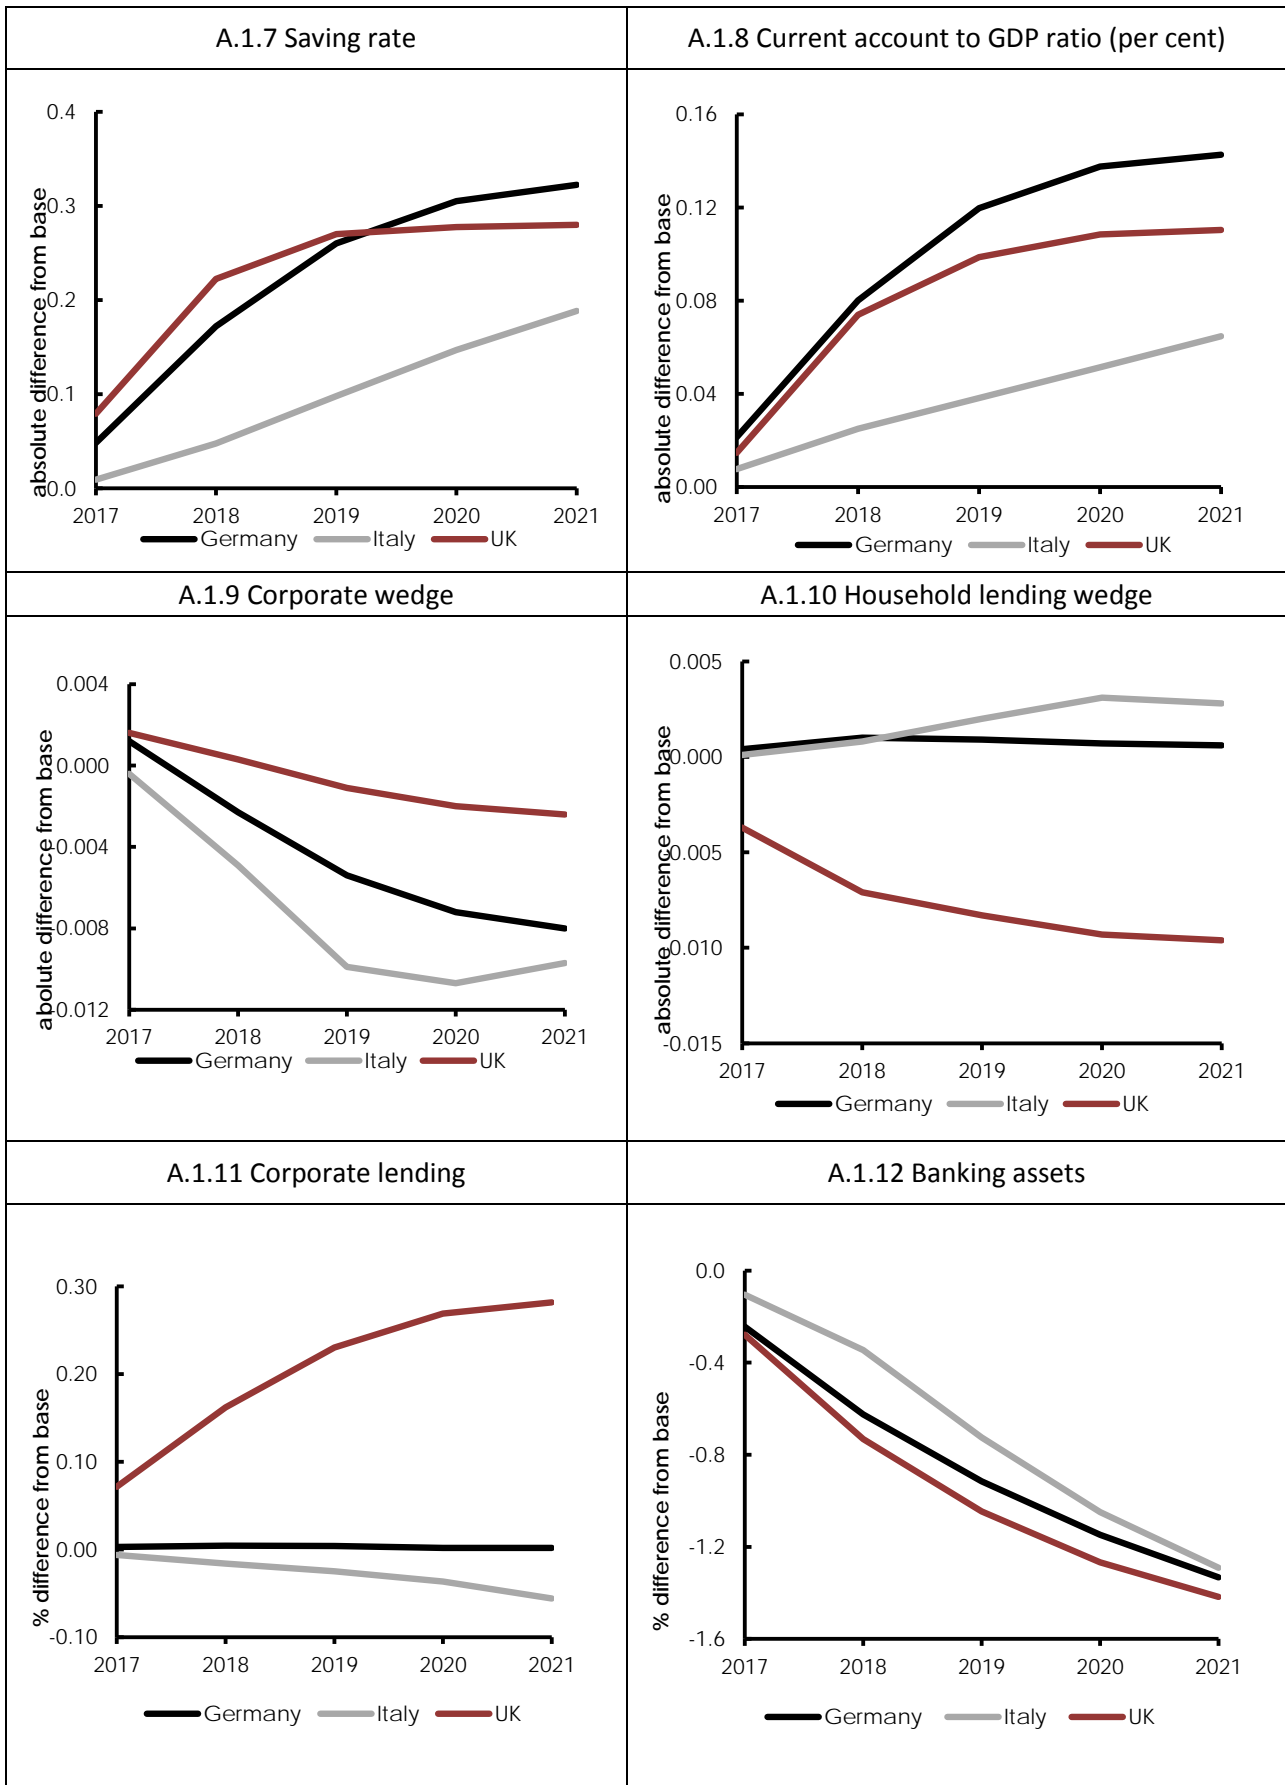 A.1.7 Saving rate
A.1.8 Current account to GDP ratio (per cent)
absolute difference from base
0.4
0.3
0.2
0.1
0.0
2017 2018 2019 2020 2021
Germany Italy UK
absolute difference from base
0.16
0.12
0.08
0.04
0.00
2017 2018 2019 2020 2021
Germany Italy UK
A.1.9 Corporate wedge
A.1.10 Household lending wedge
abolute difference from base
0.004
0.000
-0.004
-0.008
-0.012
2017 2018 2019 2020 2021
Germany Italy UK
absolute difference from base
0.005
0.000
-0.005
-0.010
-0.015
2017 2018 2019 2020 2021
Germany Italy UK
A.1.11 Corporate lending
A.1.12 Banking assets
% difference from base
0.30
0.20
0.10
0.00
-0.10
2017 2018 2019 2020 2021
Germany Italy UK
% difference from base
0.0
-0.4
-0.8
-1.2
-1.6
2017 2018 2019 2020 2021
Germany Italy UK